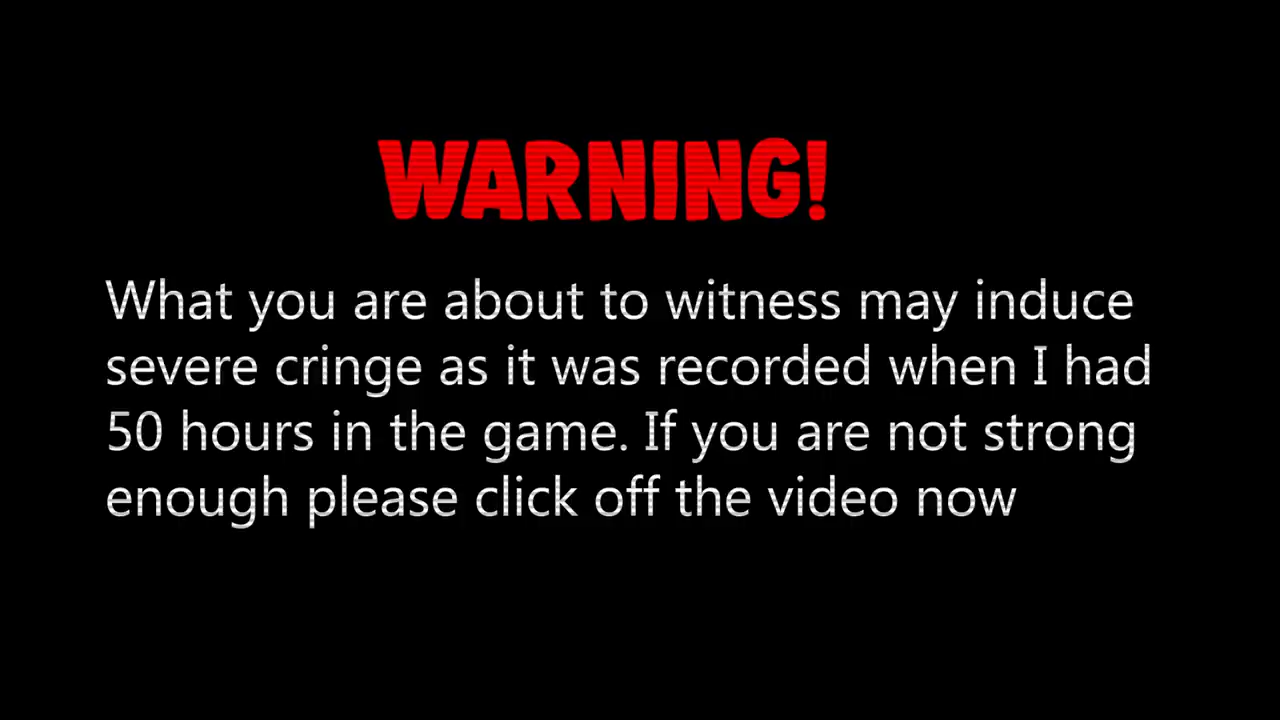 WARNING!
What you are about to witness may induce
severe cringe as it was recorded when I had
50 hours in the game. If you are not strong
enough please click off the video now